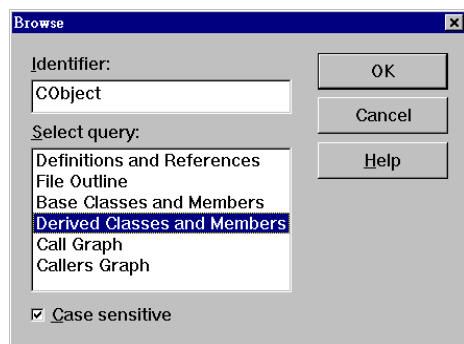 Browse
Identifier:
CObject
Select query:
Definitions and References
File Outline
Base Classes and Members
Derived Classes and Members
Call Graph
Callers Graph
Case sensitive
OK
Cancel
Help